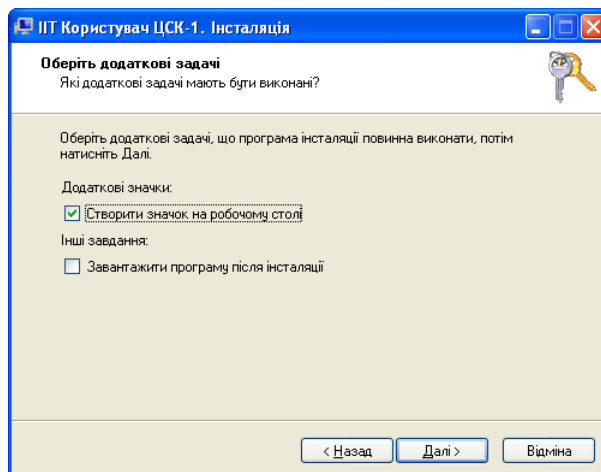 ІІТ Користувач ЦСК-1. Інсталяція
Оберіть додаткові задачі
Які додаткові задачі мають бути виконані?
Оберіть додаткові задачі, що програма інсталяції повинна виконати, потім
натисніть Далі.
Додаткові значки:
Створити значок на робочому столі
Інші завдання:
Завантажити програму після інсталяції
< Назад
Далі >
Відміна